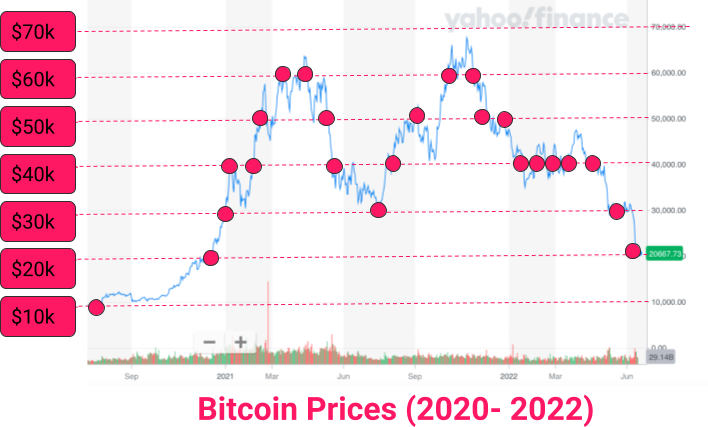 yahoo!finance
$70k
70,000.00
$60k
60,000.00
$50k
50,000.00
$40k
40,000.00
$30k
30,000.00
$20k
20667.73
$10k
10,000.00
− +
0.00
29.14B
Sep 2021 Mar Jun Sep 2022 Mar Jun
Bitcoin Prices (2020- 2022)